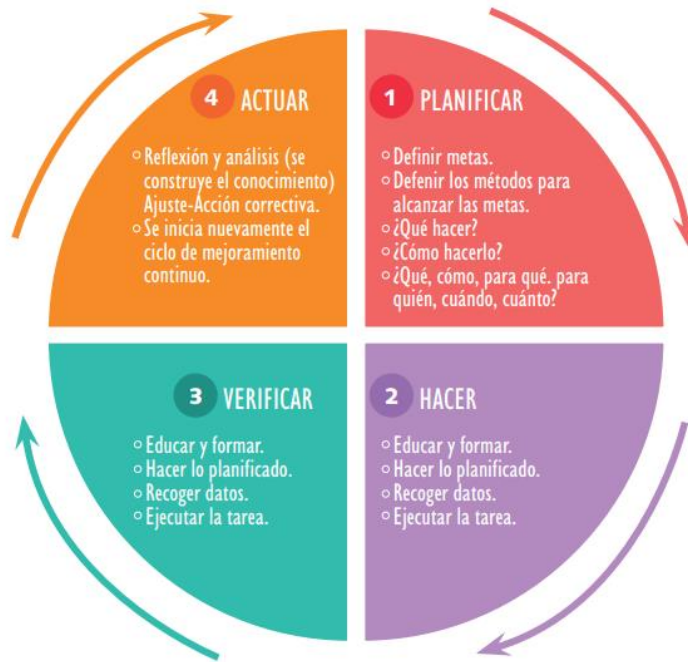 4 ACTUAR
○ Reflexión y análisis (se
construye el conocimiento)
Ajuste-Acción correctiva.
○ Se inicia nuevamente el
ciclo de mejoramiento
continuo.
1 PLANIFICAR
○ Definir metas.
○ Defenir los métodos para
alcanzar las metas.
○ ¿Qué hacer?
○ ¿Cómo hacerlo?
○ ¿Qué, cómo, para qué. para
quién, cuándo, cuánto?
3 VERIFICAR
○ Educar y formar.
○ Hacer lo planificado.
○ Recoger datos.
○ Ejecutar la tarea.
2 HACER
○ Educar y formar.
○ Hacer lo planificado.
○ Recoger datos.
○ Ejecutar la tarea.